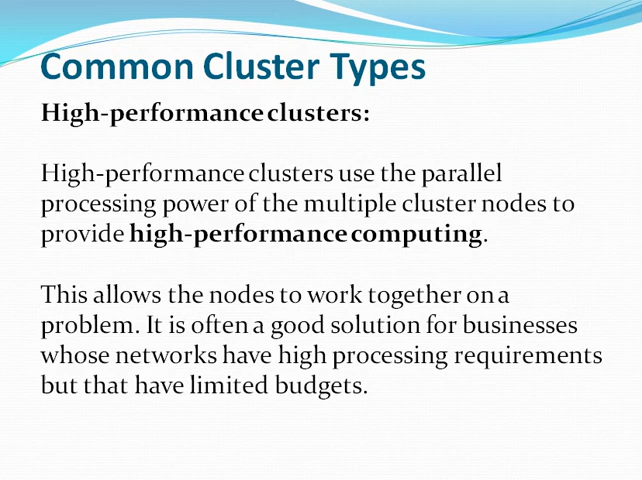 Common Cluster Types
High-performance clusters:
High-performance clusters use the parallel
processing power of the multiple cluster nodes to
provide high-performance computing.
This allows the nodes to work together on a
problem. It is often a good solution for businesses
whose networks have high processing requirements
but that have limited budgets.